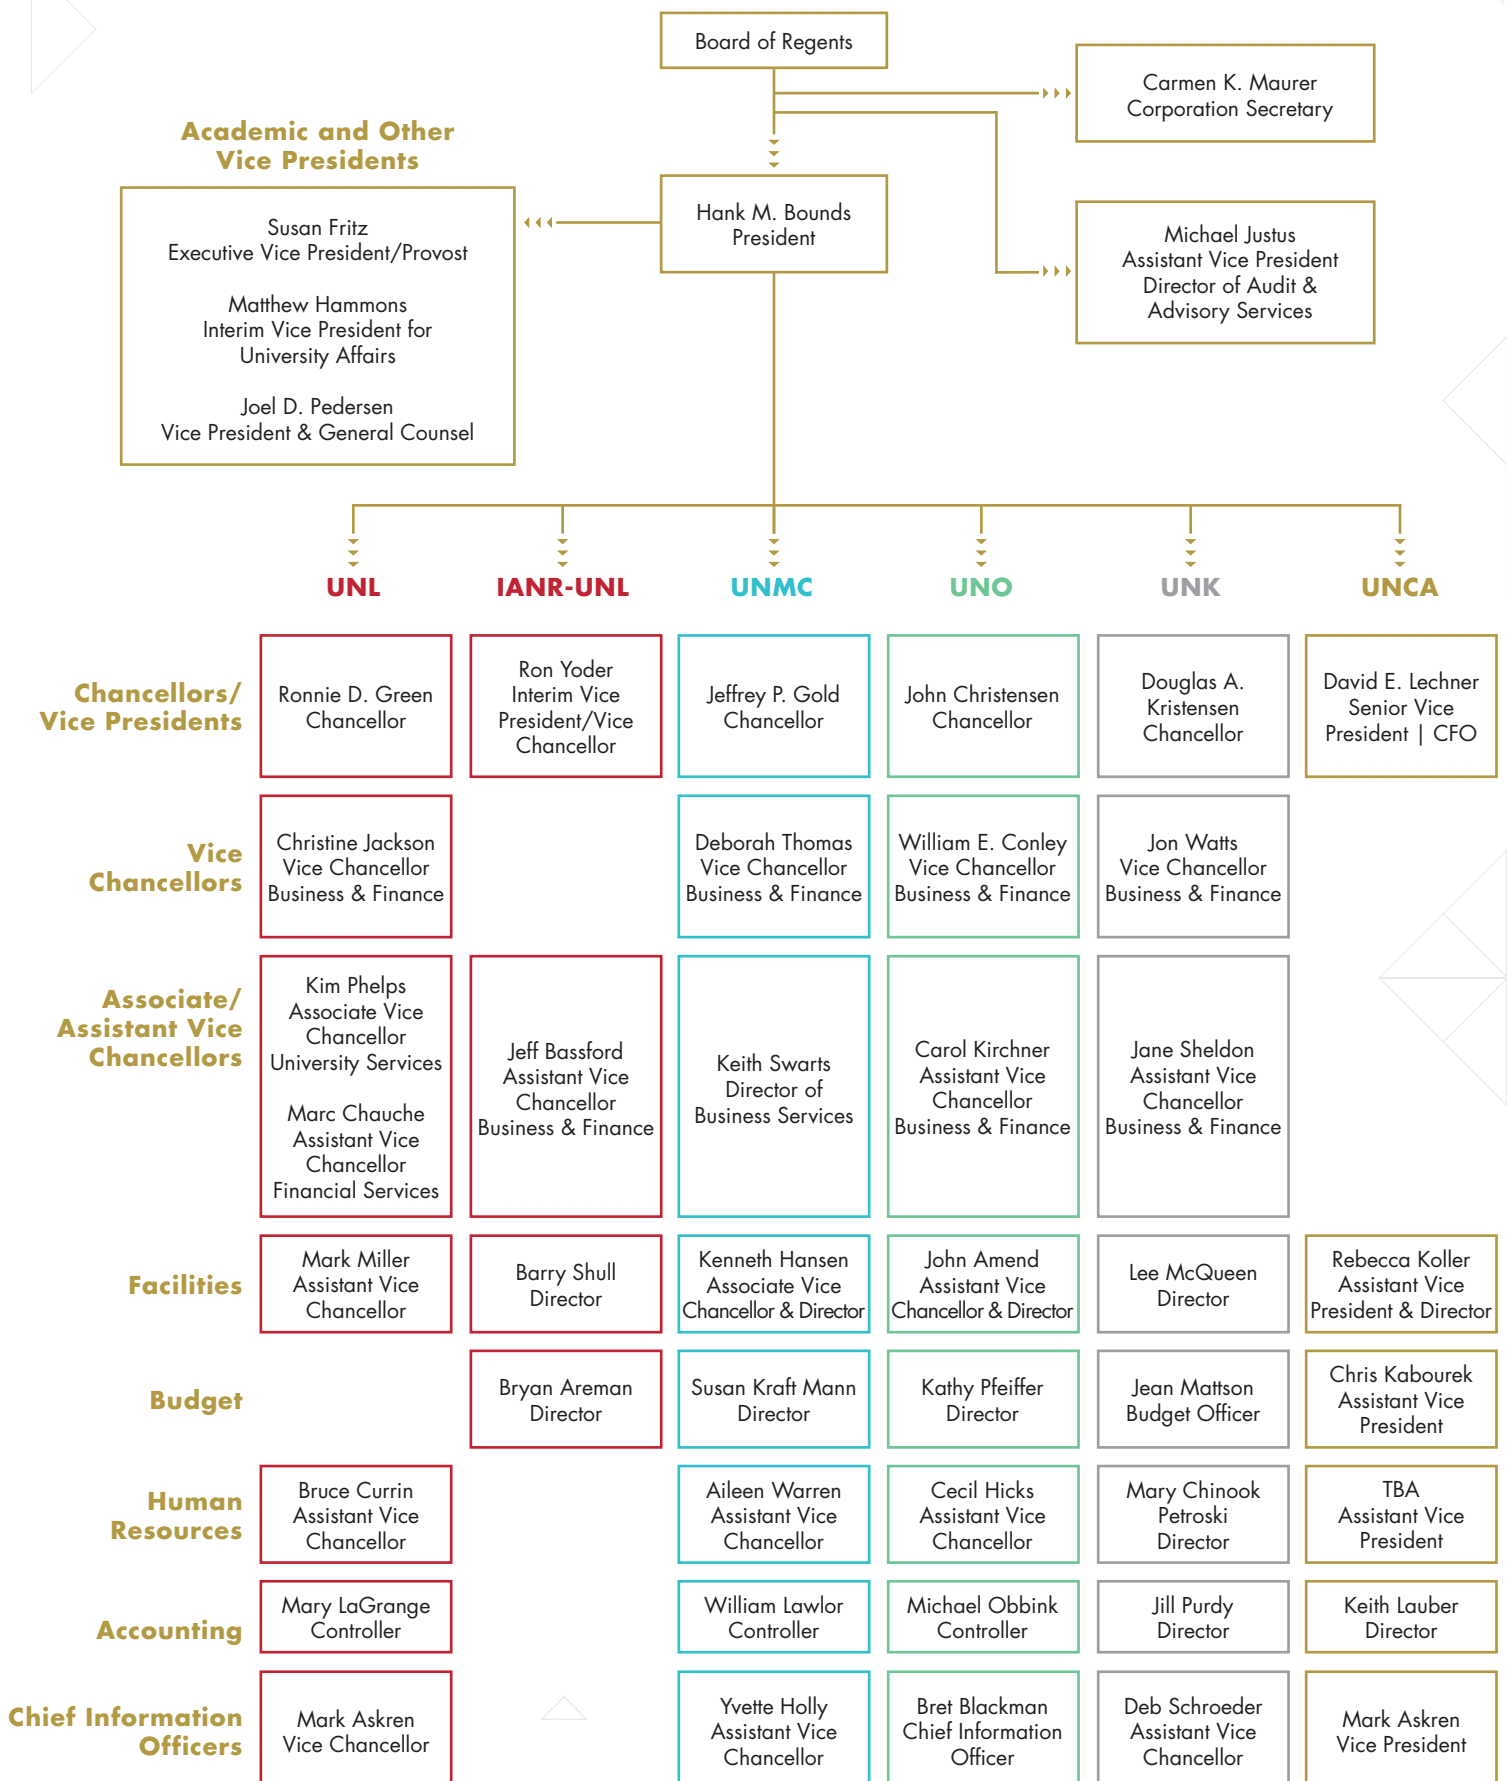 Board of Regents
Carmen K. Maurer
Corporation Secretary
Academic and Other
Vice Presidents
Susan Fritz
Executive Vice President/Provost
Matthew Hammons
Interim Vice President for
University Affairs
Joel D. Pedersen
Vice President & General Counsel
Hank M. Bounds
President
Michael Justus
Assistant Vice President
Director of Audit &
Advisory Services
UNL
IANR-UNL
UNMC
UNO
UNK
UNCA
Chancellors/
Vice Presidents
Ronnie D. Green
Chancellor
Ron Yoder
Interim Vice
President/Vice
Chancellor
Jeffrey P. Gold
Chancellor
John Christensen
Chancellor
Douglas A.
Kristensen
Chancellor
David E. Lechner
Senior Vice
President | CFO
Vice
Chancellors
Christine Jackson
Vice Chancellor
Business & Finance
Deborah Thomas
Vice Chancellor
Business & Finance
William E. Conley
Vice Chancellor
Business & Finance
Jon Watts
Vice Chancellor
Business & Finance
Associate/
Assistant Vice
Chancellors
Kim Phelps
Associate Vice
Chancellor
University Services
Marc Chauche
Assistant Vice
Chancellor
Financial Services
Jeff Bassford
Assistant Vice
Chancellor
Business & Finance
Keith Swarts
Director of
Business Services
Carol Kirchner
Assistant Vice
Chancellor
Business & Finance
Jane Sheldon
Assistant Vice
Chancellor
Business & Finance
Facilities
Mark Miller
Assistant Vice
Chancellor
Barry Shull
Director
Kenneth Hansen
Associate Vice
Chancellor & Director
John Amend
Assistant Vice
Chancellor & Director
Lee McQueen
Director
Rebecca Koller
Assistant Vice
President & Director
Budget
Bryan Areman
Director
Susan Kraft Mann
Director
Kathy Pfeiffer
Director
Jean Mattson
Budget Officer
Chris Kabourek
Assistant Vice
President
Human
Resources
Bruce Currin
Assistant Vice
Chancellor
Aileen Warren
Assistant Vice
Chancellor
Cecil Hicks
Assistant Vice
Chancellor
Mary Chinook
Petroski
Director
TBA
Assistant Vice
President
Accounting
Mary LaGrange
Controller
William Lawlor
Controller
Michael Obbink
Controller
Jill Purdy
Director
Keith Lauber
Director
Chief Information
Officers
Mark Askren
Vice Chancellor
Yvette Holly
Assistant Vice
Chancellor
Bret Blackman
Chief Information
Officer
Deb Schroeder
Assistant Vice
Chancellor
Mark Askren
Vice President